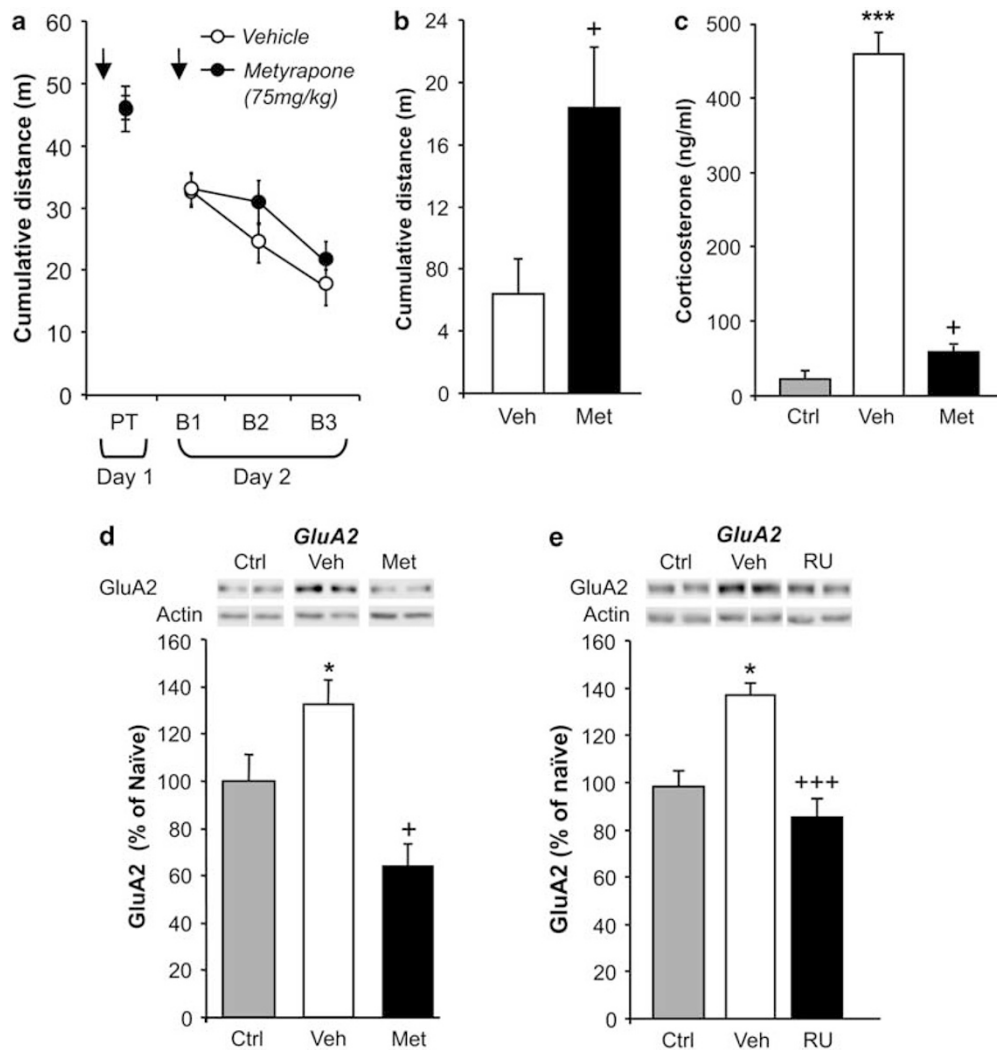 a
Cumulative distance (m)
60
50
40
30
20
10
0
Vehicle
Metyrapone
(75mg/kg)
PT
B1
B2
B3
Day 1
Day 2
b
Cumulative distance (m)
24
20
18
12
60
4
0
+
Veh
Met
c
Corticosterone (ng/ml)
500
400
300
200
100
0
***
+
Ctrl
Veh
Met
d
GluA2
Ctrl
Veh
Met
GluA2
Actin
GluA2 (% of Naïve)
160
140
120
100
80
60
40
20
0
*
+
Ctrl
Veh
Met
e
GluA2
Ctrl
Veh
RU
GluA2
Actin
GluA2 (% of naïve)
160
140
120
100
80
60
40
20
0
*
+++
Ctrl
Veh
RU